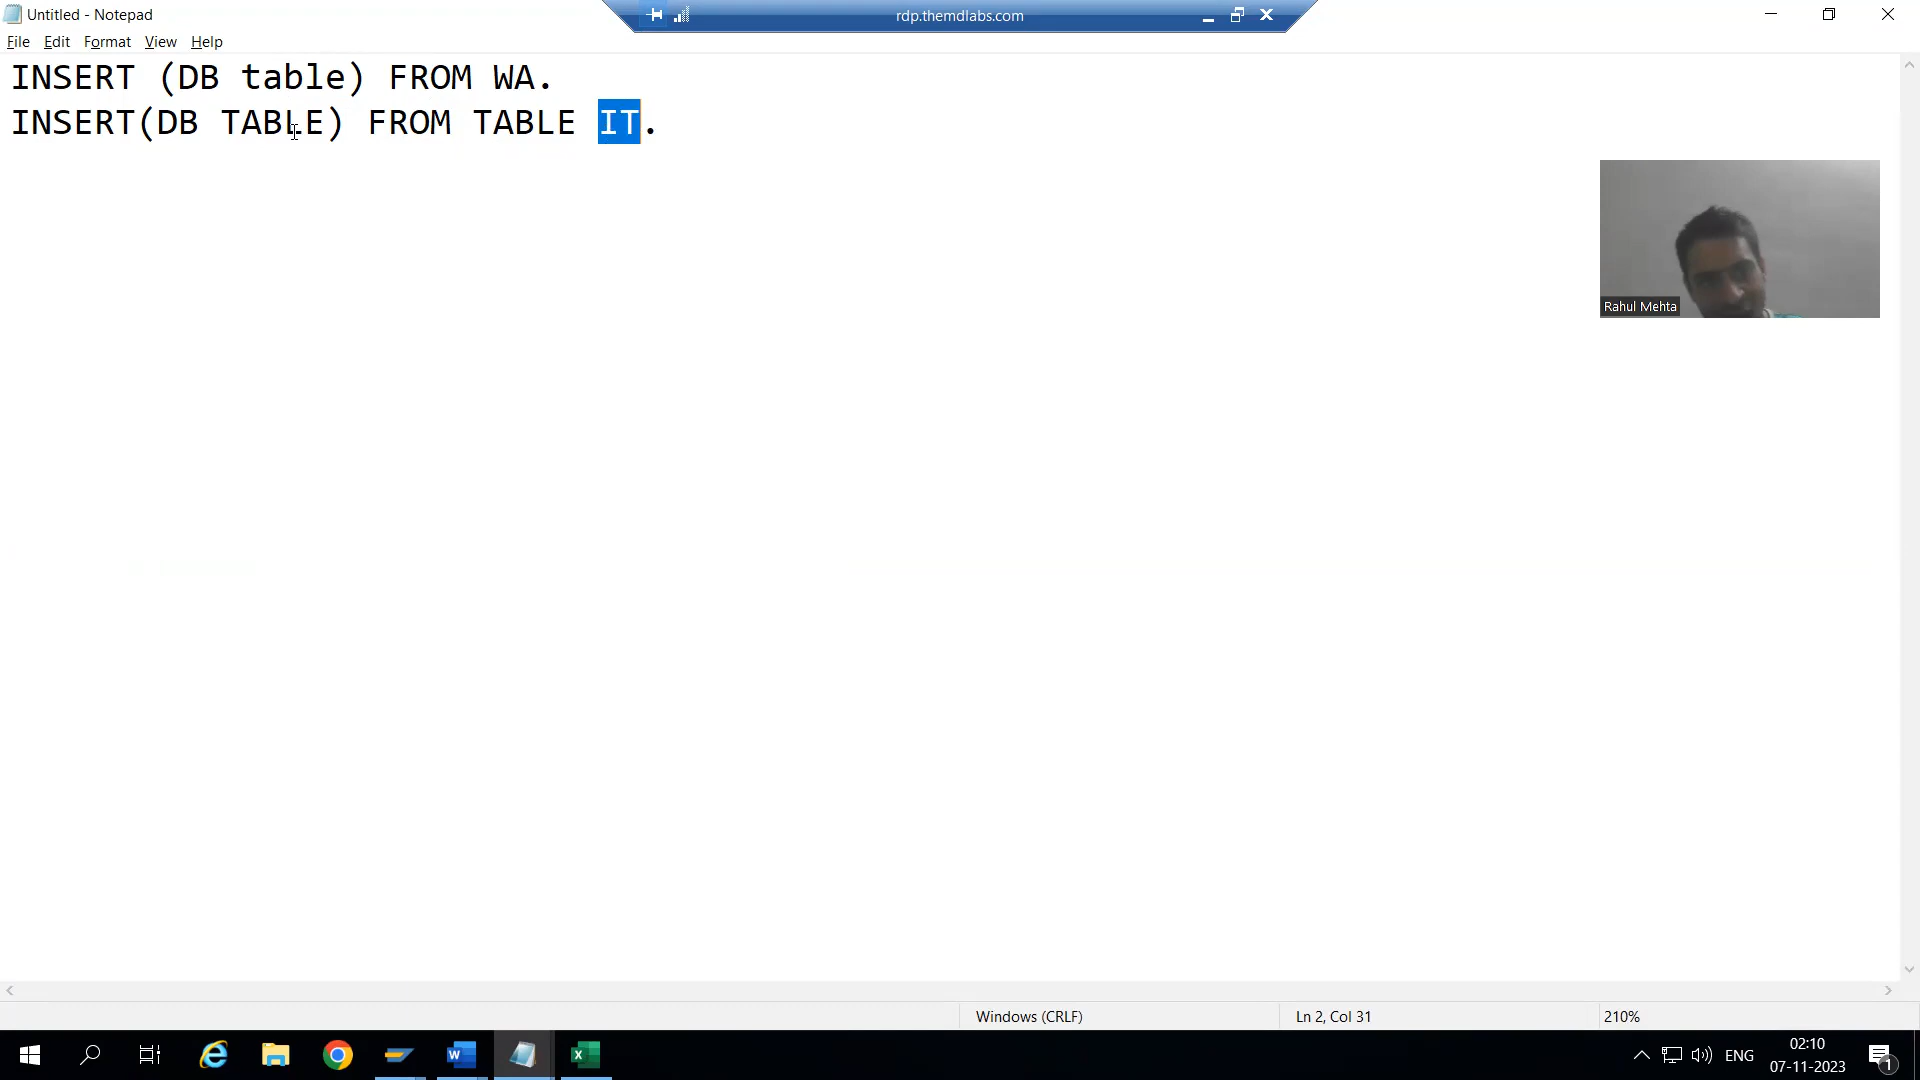 Untitled - Notepad
rdp.themdlabs.com
File Edit Format View Help
INSERT (DB table) FROM WA.
INSERT(DB TABLE) FROM TABLE IT.
Rahul Mehta
Windows (CRLF)
Ln 2, Col 31
210%
ENG
02:10
07-11-2023
1